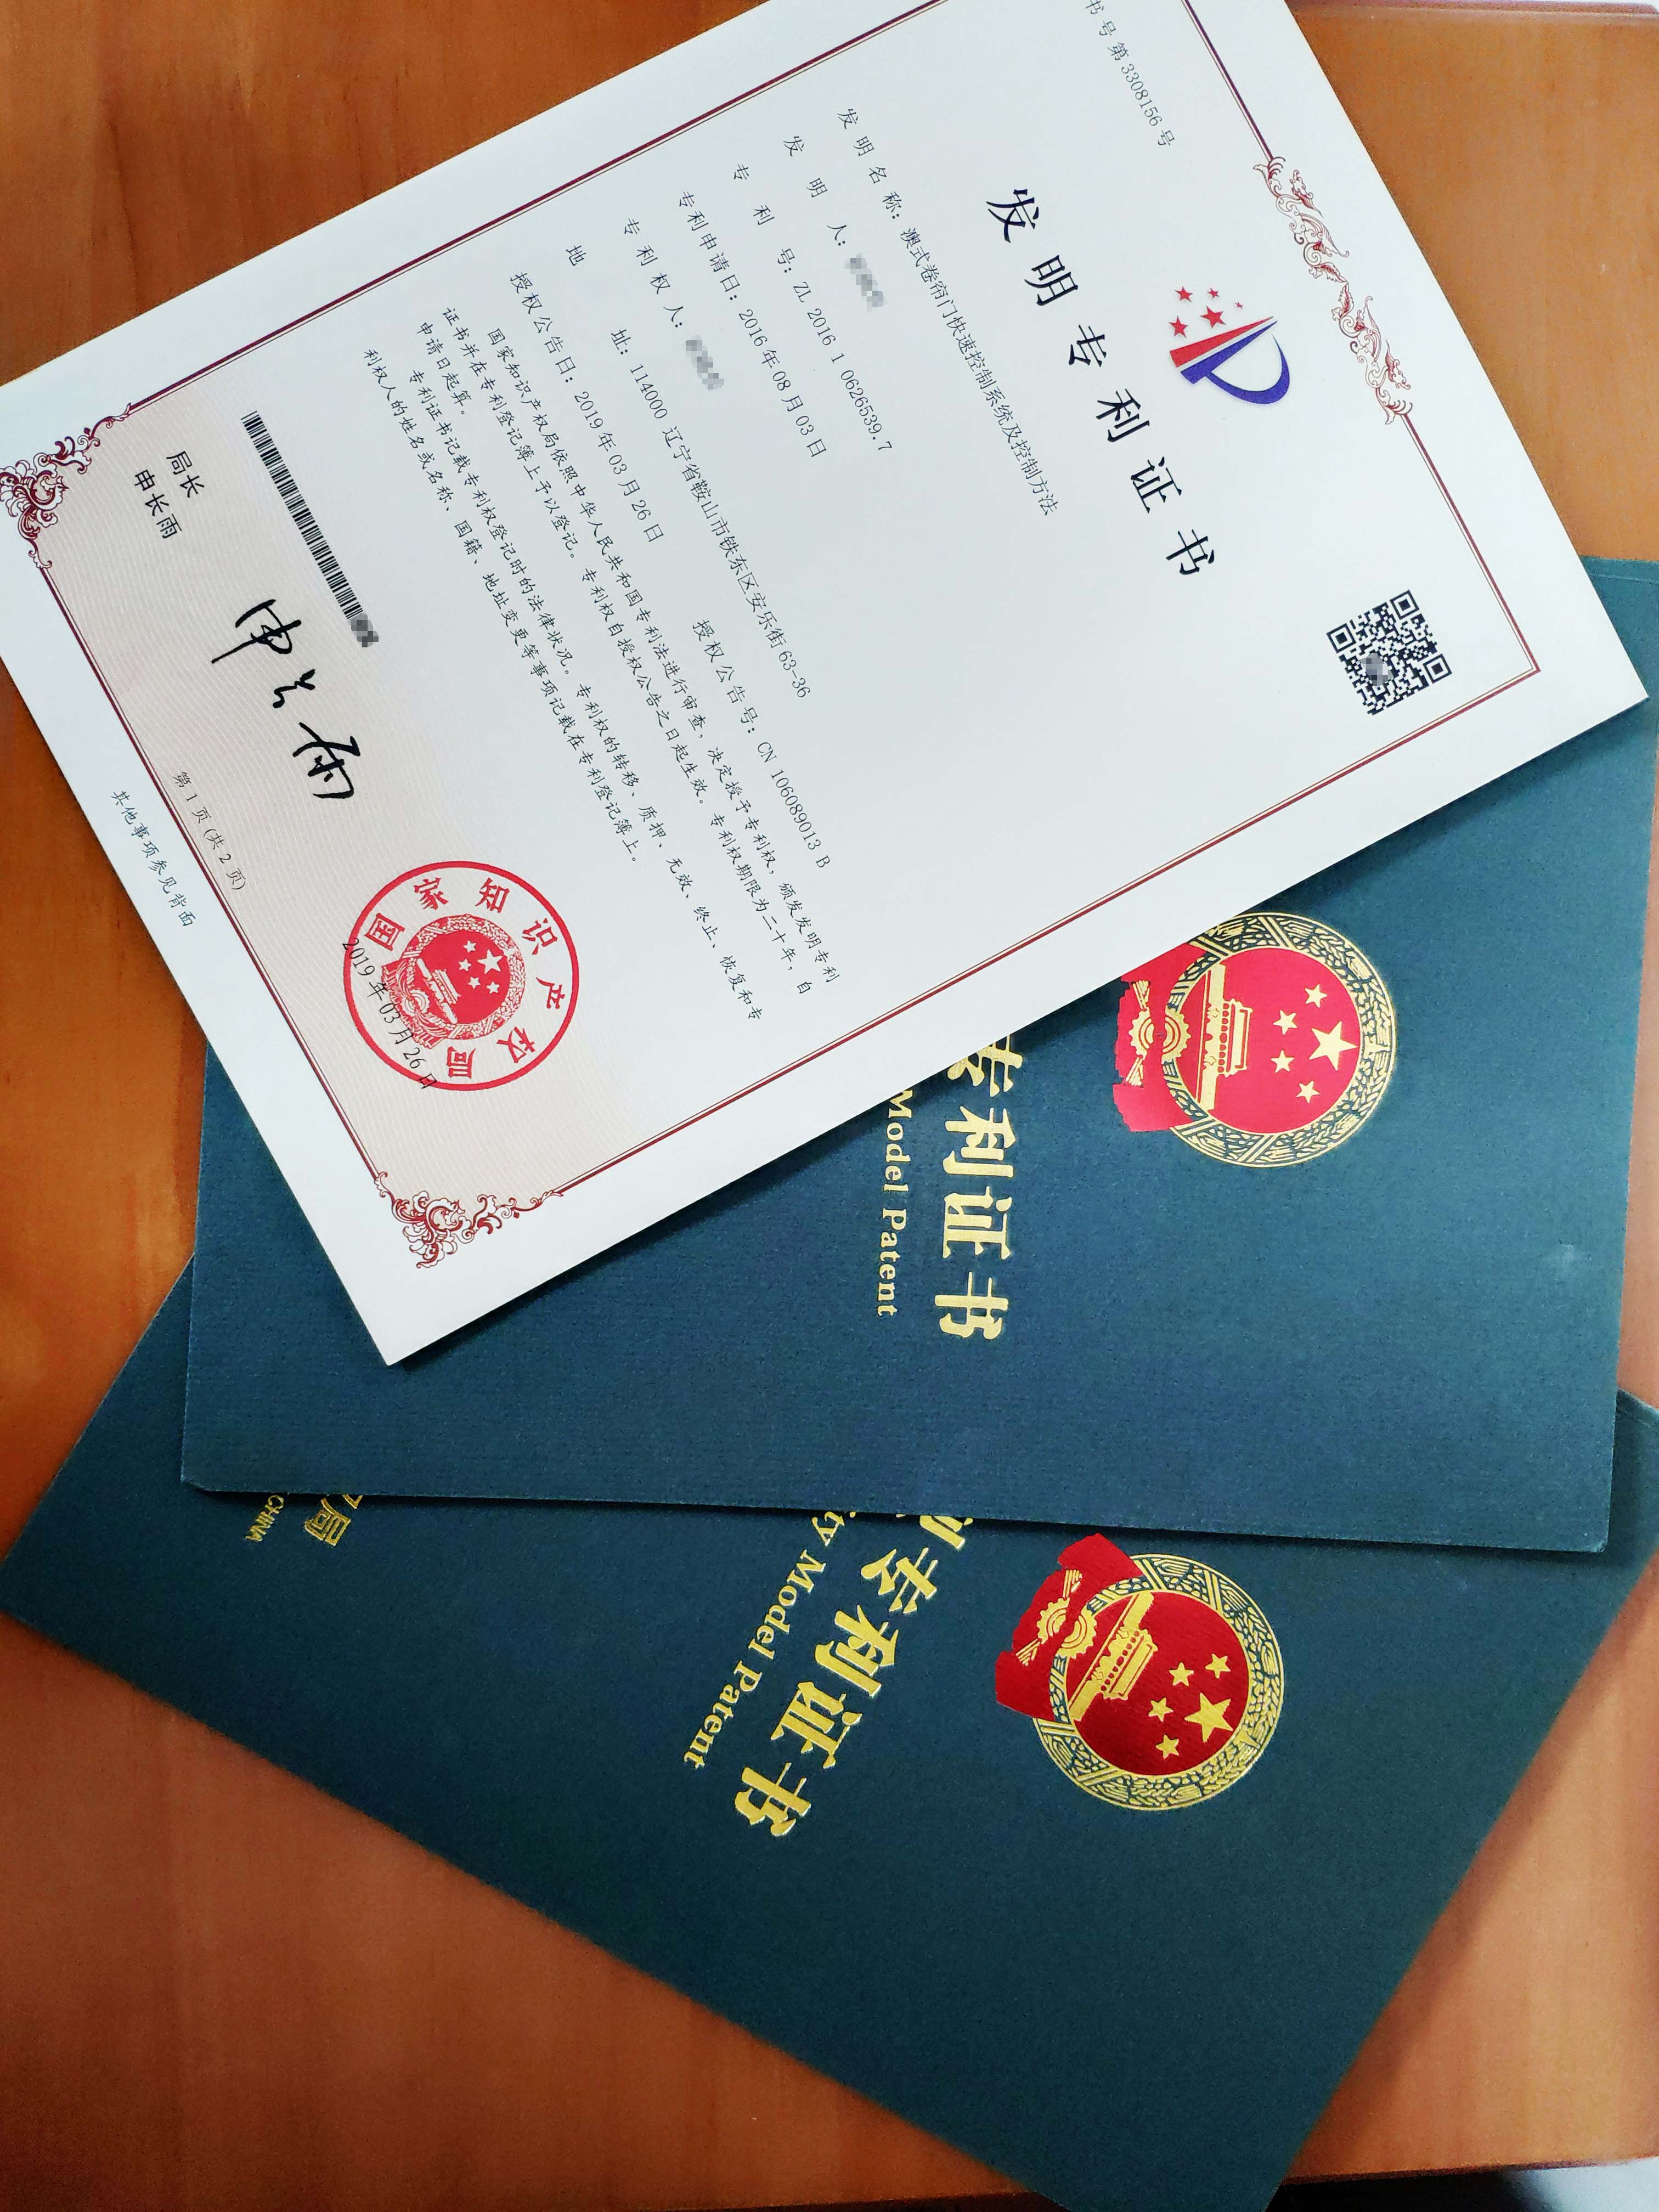 书号第3308156号
发明专利证书
发明名称：澳式卷帘门快速控制系统及控制方法
发明人：
专利号：ZL 2016 1 0626539.7
专利申请日：2016年08月03日
专利权人：
地址：114000 辽宁省鞍山市铁东区安乐街63-36
授权公告日：2019年03月26日 授权公告号：CN 106089013 B
国家知识产权局依照中华人民共和国专利法进行审查，决定授予专利权，颁发发明专利
证书并在专利登记簿上予以登记。专利权自授权公告之日起生效。专利权期限为二十年，自
申请日起算。
专利证书记载专利权登记时的法律状况。专利权的转移、质押、无效、终止、恢复和专
利权人的姓名或名称、国籍、地址变更等事项记载在专利登记簿上。
局长
申长雨
申长雨
国家知识产权局
2019年03月26日
第1页(共2页)
其他事项参见背面
专利证书
Model Patent
专利证书
ity Model Patent
局
CHINA